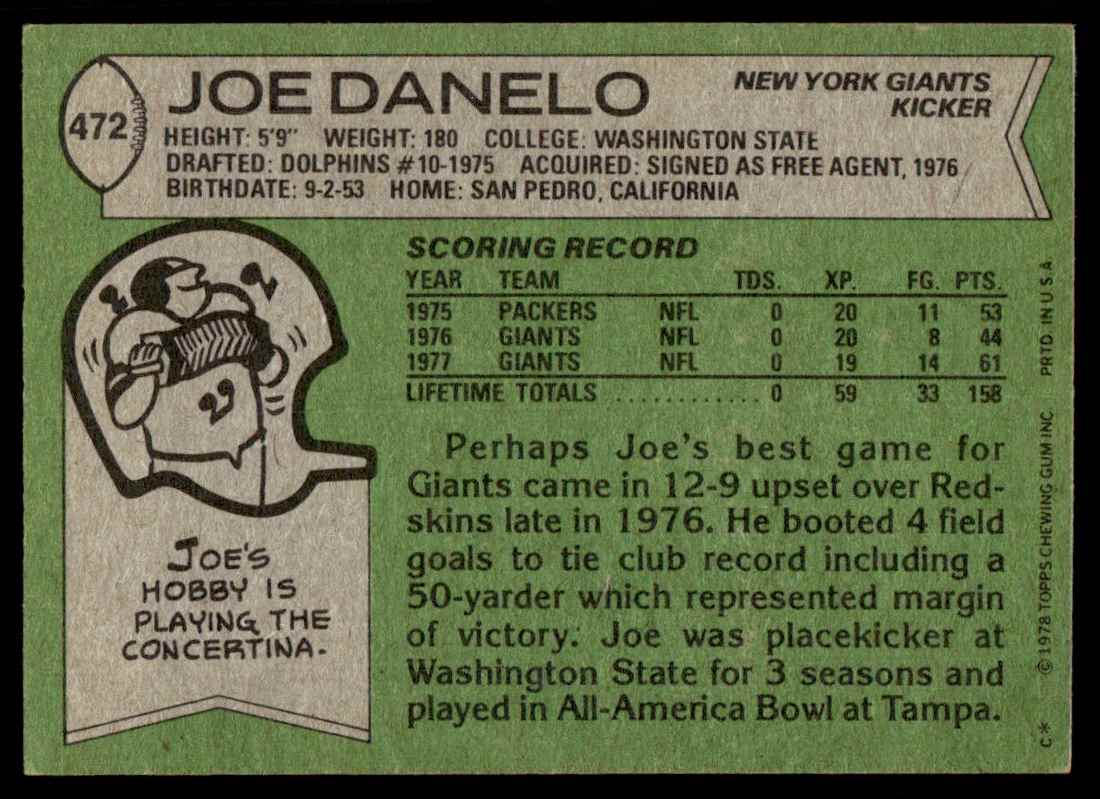 472
JOE DANELO
NEW YORK GIANTS
KICKER
HEIGHT: 5'9" WEIGHT: 180 COLLEGE: WASHINGTON STATE
DRAFTED: DOLPHINS #10-1975 ACQUIRED: SIGNED AS FREE AGENT, 1976
BIRTHDATE: 9-2-53 HOME: SAN PEDRO, CALIFORNIA
SCORING RECORD
YEAR TEAM TDS. XP. FG. PTS.
1975 PACKERS NFL 0 20 11 53
1976 GIANTS NFL 0 20 8 44
1977 GIANTS NFL 0 19 14 61
LIFETIME TOTALS ............ 0 59 33 158
JOE'S
HOBBY IS
PLAYING THE
CONCERTINA.
Perhaps Joe's best game for
Giants came in 12-9 upset over Red-
skins late in 1976. He booted 4 field
goals to tie club record including a
50-yarder which represented margin
of victory. Joe was placekicker at
Washington State for 3 seasons and
played in All-America Bowl at Tampa.
C* ©1978 TOPPS CHEWING GUM INC PRTD. IN U.S.A.